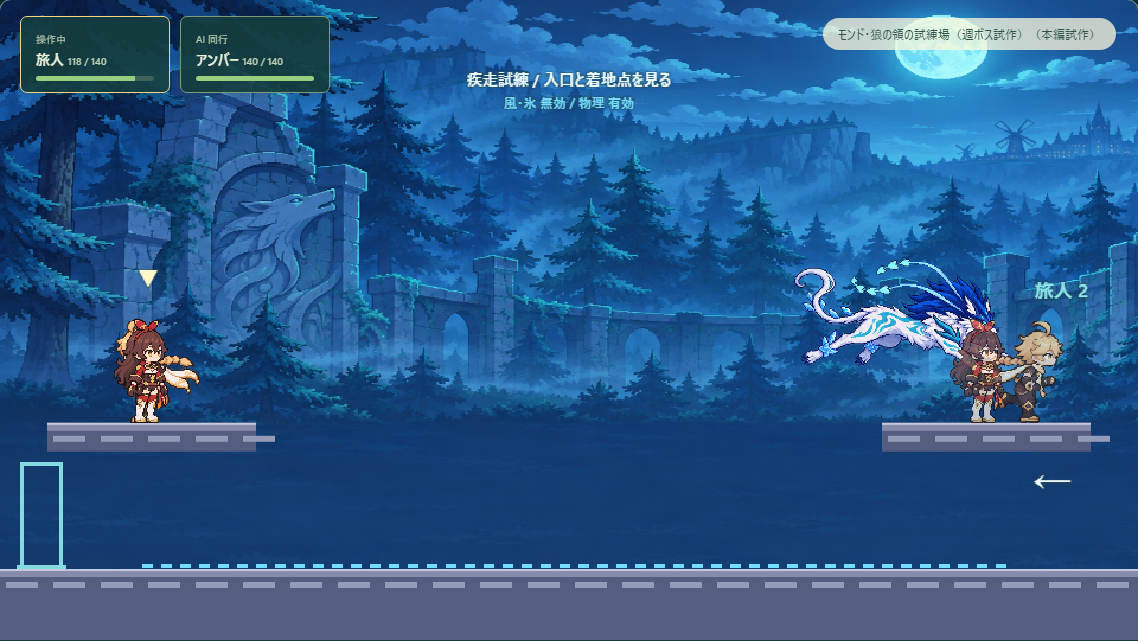 操作中
旅人 118 / 140
AI 同行
アンバー 140 / 140
モンド・狼の領の試練場（週ボス試作）（本編試作）
疾走試練 / 入口と着地点を見る
風・氷 無効 / 物理 有効
旅人 2